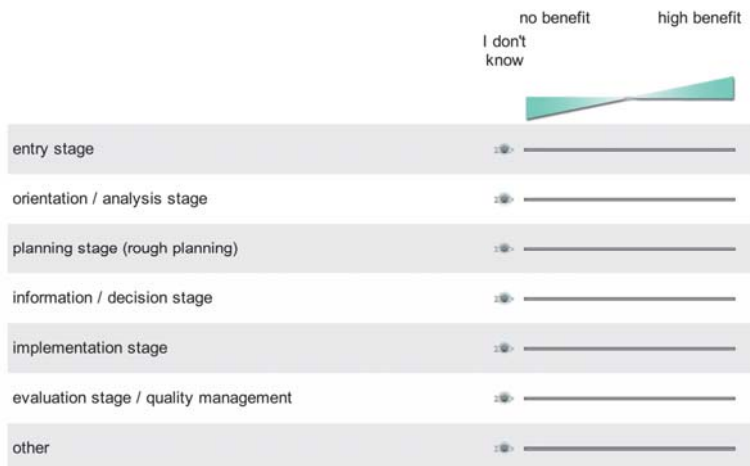 no benefit high benefit
I don't
know
entry stage
orientation / analysis stage
planning stage (rough planning)
information / decision stage
implementation stage
evaluation stage / quality management
other